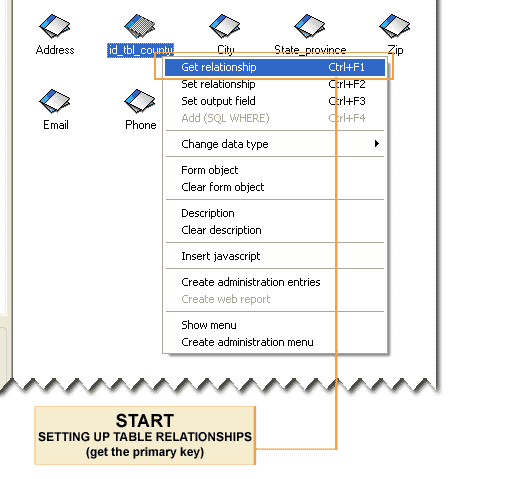 Address id_tbl_county City State_province Zip
Get relationship Ctrl+F1
Set relationship Ctrl+F2
Email Phone
Set output field Ctrl+F3
Add (SQL WHERE) Ctrl+F4
Change data type
Form object
Clear form object
Description
Clear description
Insert javascript
Create administration entries
Create web report
Show menu
Create administration menu
START
SETTING UP TABLE RELATIONSHIPS
(get the primary key)